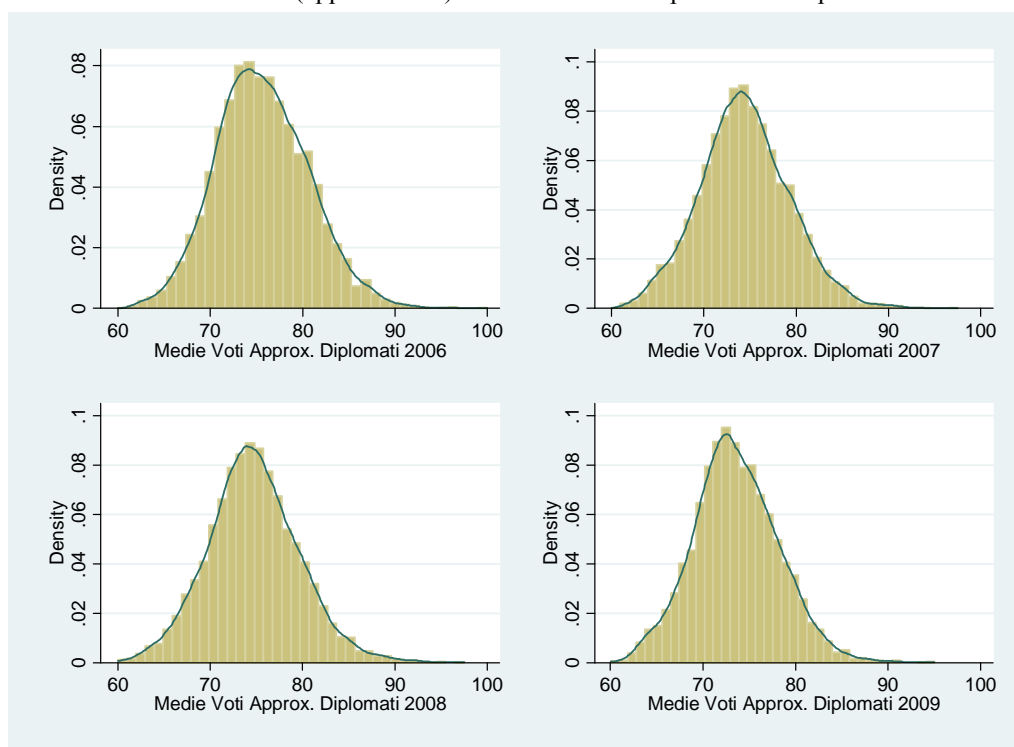 Density
0 .02 .04 .06 .08
60 70 80 90 100
Medie Voti Approx. Diplomati 2006
Density
0 .02 .04 .06 .08 .1
60 70 80 90 100
Medie Voti Approx. Diplomati 2007
Density
0 .02 .04 .06 .08 .1
60 70 80 90 100
Medie Voti Approx. Diplomati 2008
Density
0 .02 .04 .06 .08 .1
60 70 80 90 100
Medie Voti Approx. Diplomati 2009